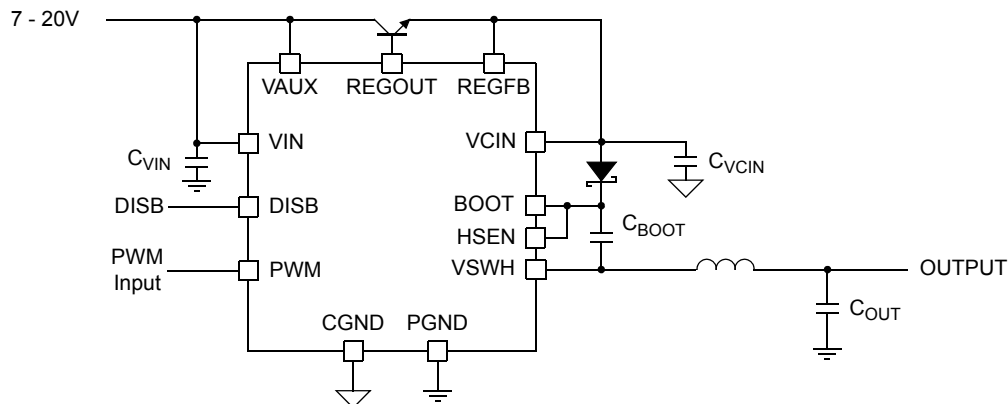 7 - 20V
VAUX REGOUT REGFB
VIN VCIN
CVIN CVCIN
DISB DISB BOOT
CBOOT
HSEN
PWM
Input
PWM VSWH OUTPUT
COUT
CGND PGND